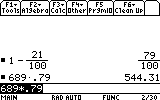 F1▾ F2▾ F3▾ F4▾ F5 F6▾
Tools Algebra Calc Other PrgmIO Clean Up
▪ 1 - 21/100 79/100
▪ 689·.79 544.31
689*.79
MAIN RAD AUTO FUNC 2/30